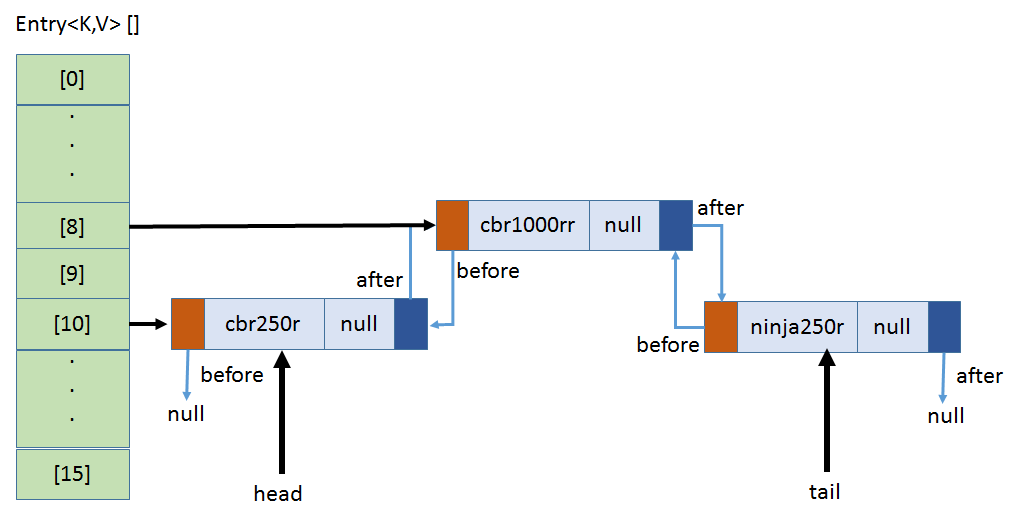 Entry<K,V> []
[0]
.
.
.
[8]
[9]
[10]
.
.
.
[15]
cbr1000rr null
after
before
after
cbr250r null
before
null
head
before
ninja250r null
after
null
tail